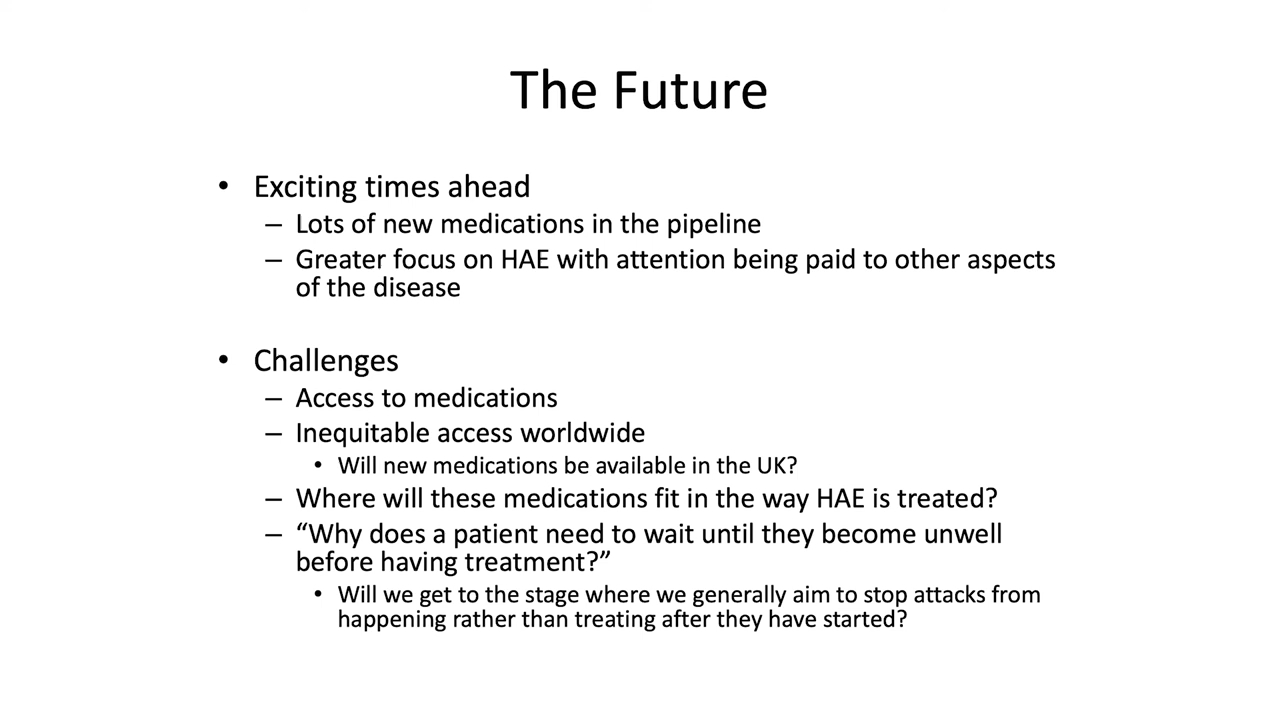 The Future
• Exciting times ahead
– Lots of new medications in the pipeline
– Greater focus on HAE with attention being paid to other aspects
of the disease
• Challenges
– Access to medications
– Inequitable access worldwide
• Will new medications be available in the UK?
– Where will these medications fit in the way HAE is treated?
– “Why does a patient need to wait until they become unwell
before having treatment?”
• Will we get to the stage where we generally aim to stop attacks from
happening rather than treating after they have started?